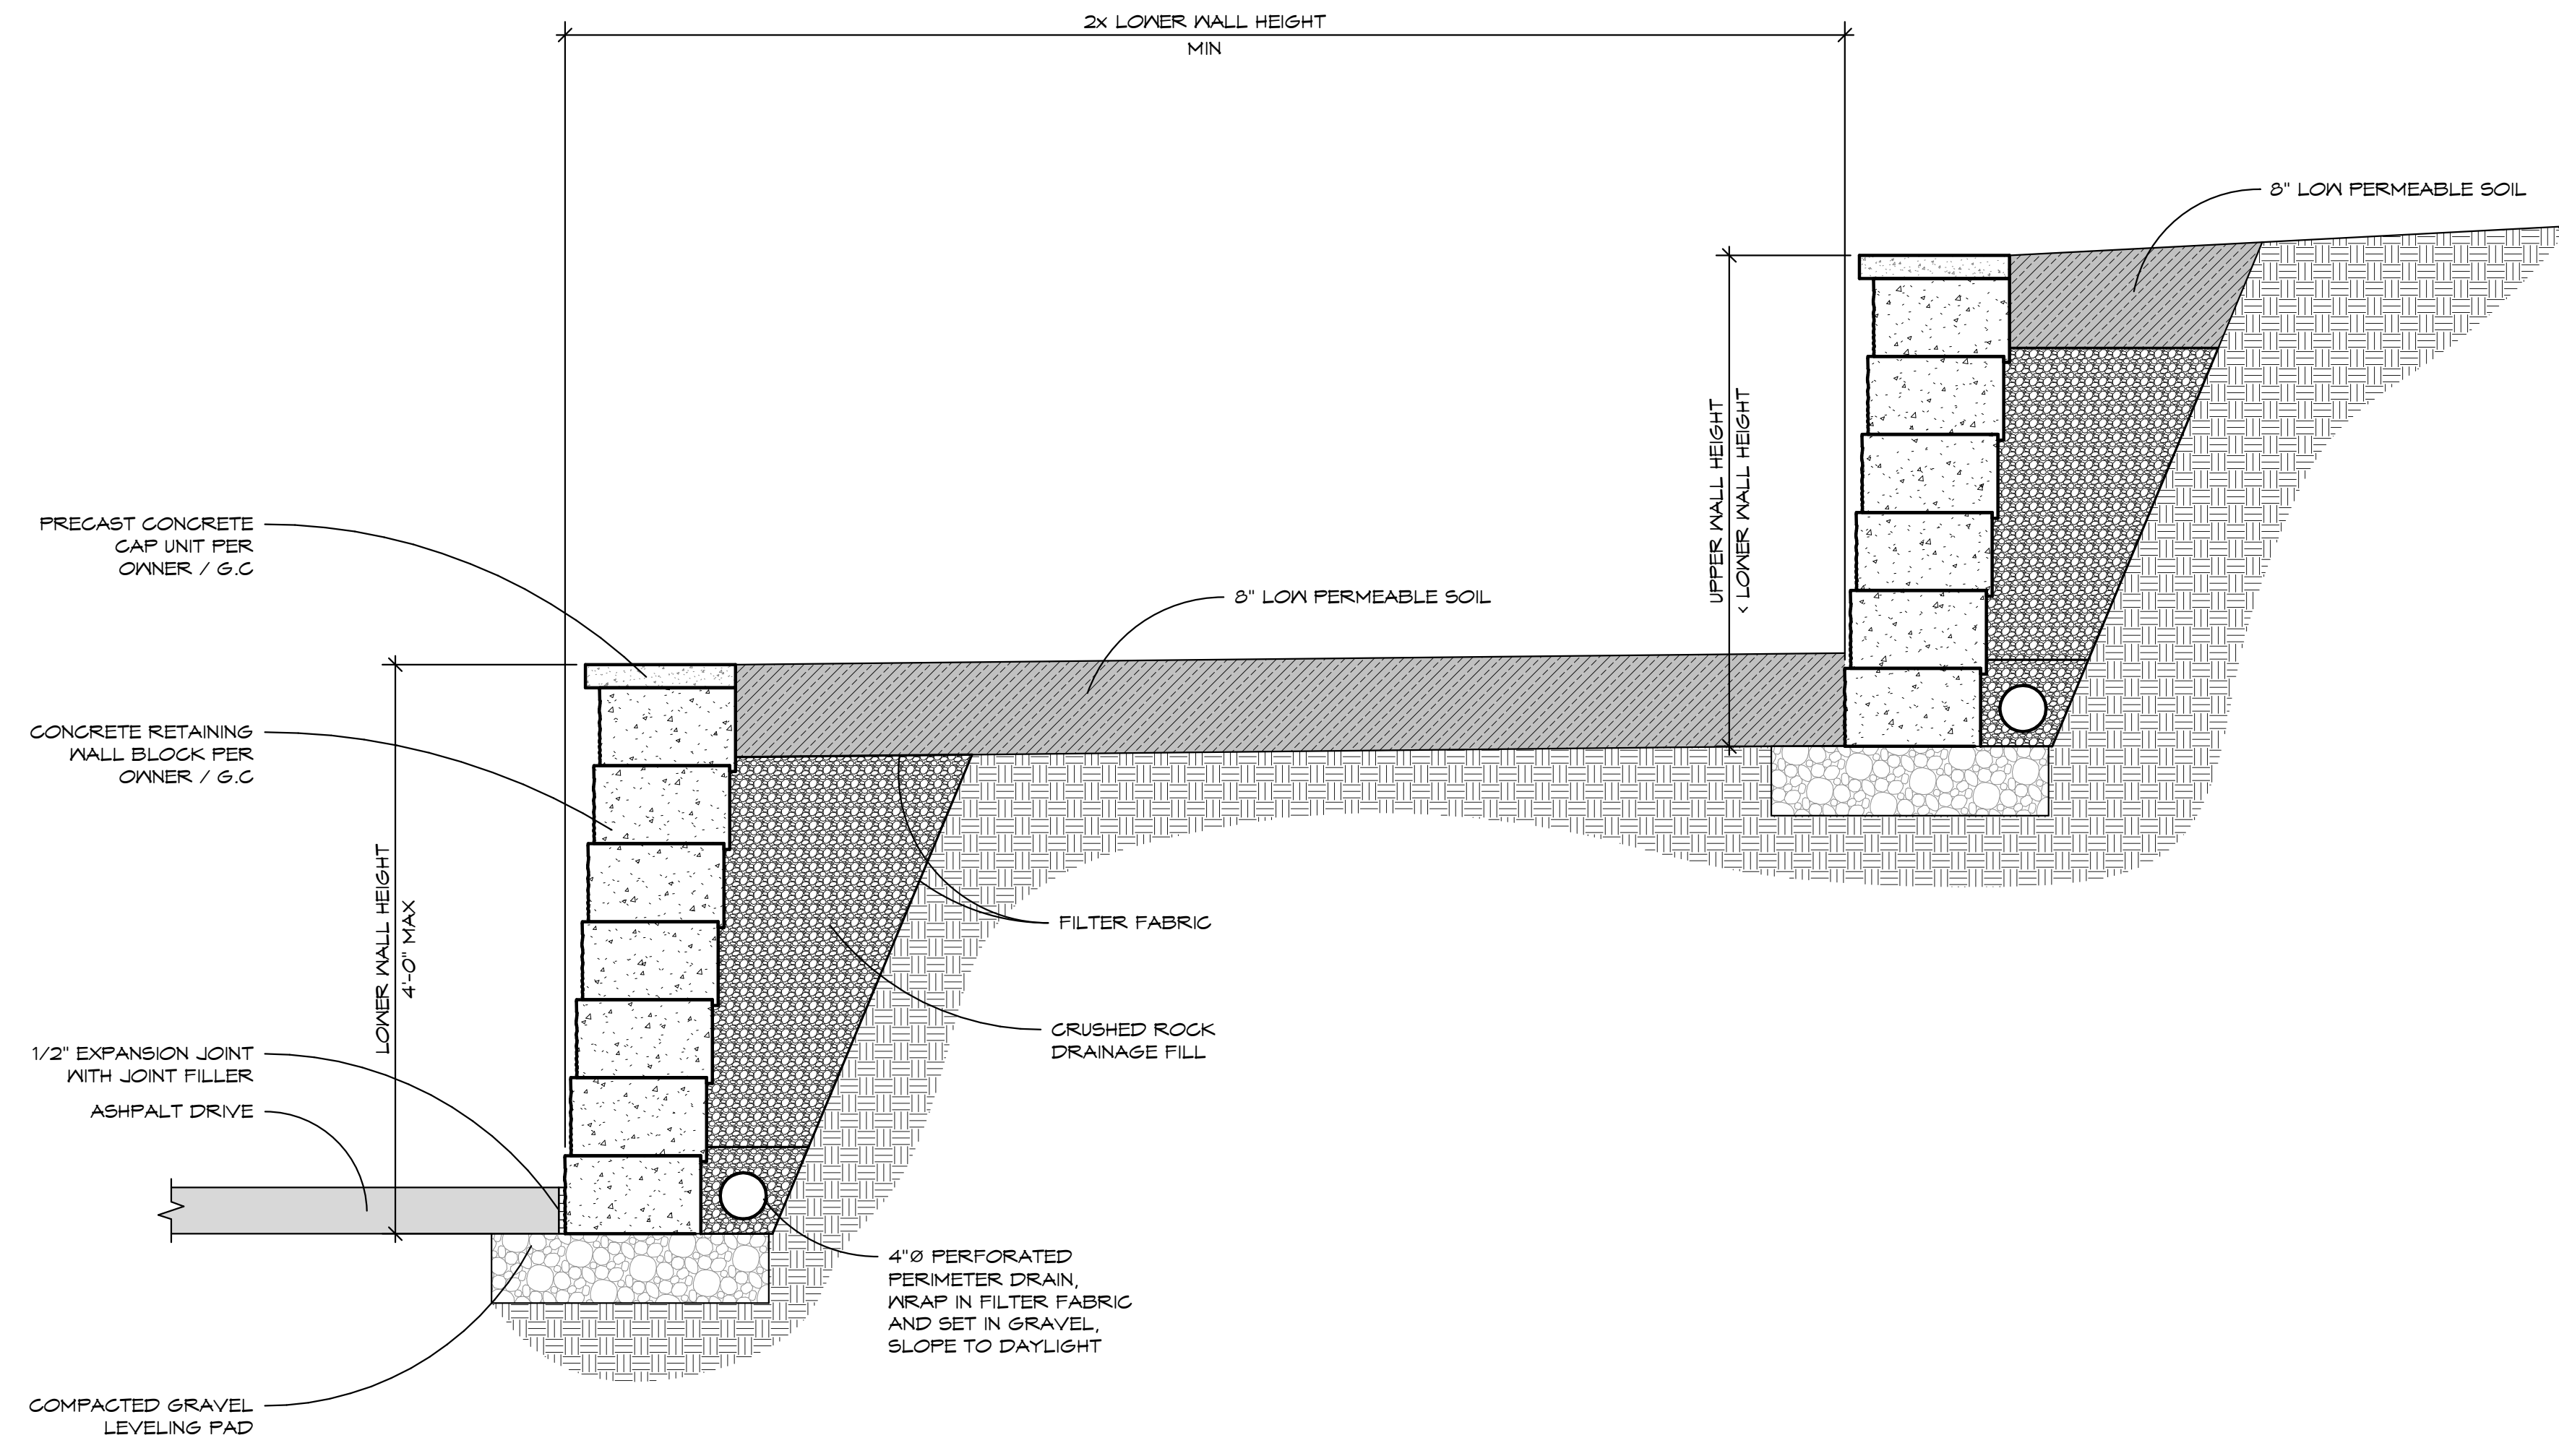 2x LOWER WALL HEIGHT
MIN
8" LOW PERMEABLE SOIL
UPPER WALL HEIGHT
< LOWER WALL HEIGHT
PRECAST CONCRETE
CAP UNIT PER
OWNER / G.C
8" LOW PERMEABLE SOIL
CONCRETE RETAINING
WALL BLOCK PER
OWNER / G.C
LOWER WALL HEIGHT
4'-0" MAX
FILTER FABRIC
CRUSHED ROCK
DRAINAGE FILL
1/2" EXPANSION JOINT
WITH JOINT FILLER
ASHPALT DRIVE
4"Ø PERFORATED
PERIMETER DRAIN,
WRAP IN FILTER FABRIC
AND SET IN GRAVEL,
SLOPE TO DAYLIGHT
COMPACTED GRAVEL
LEVELING PAD